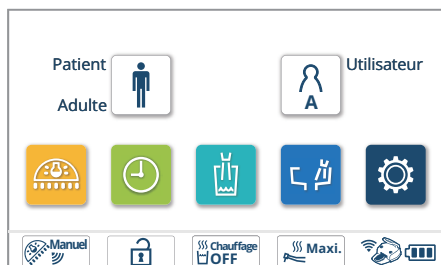 Patient
Adulte
Utilisateur
A
Manuel
Chauffage
OFF
Maxi.